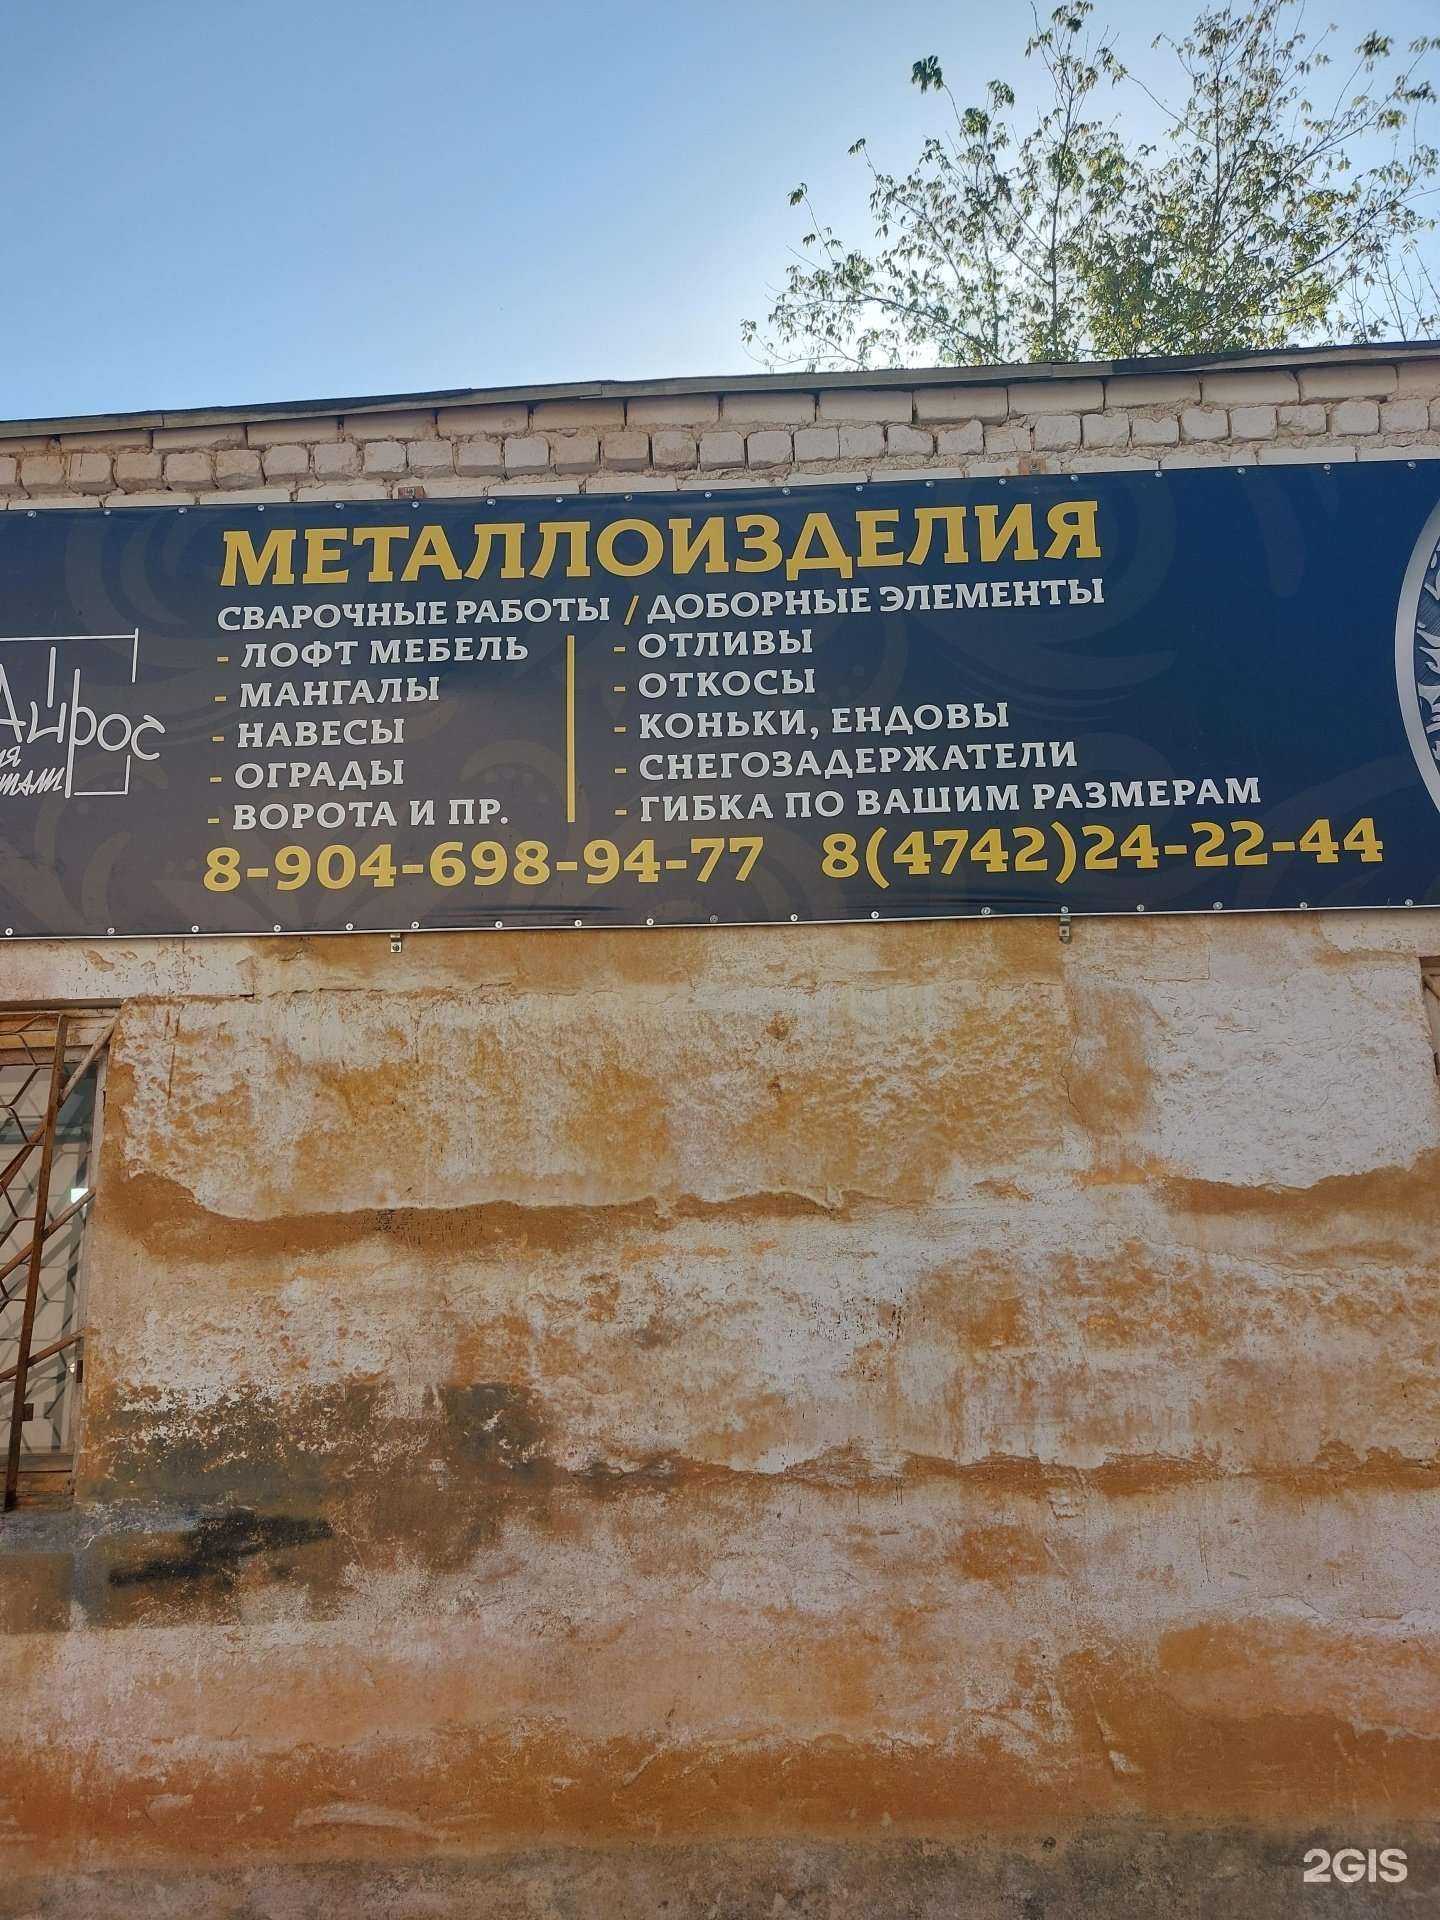 МЕТАЛЛОИЗДЕЛИЯ
СВАРОЧНЫЕ РАБОТЫ / ДОБОРНЫЕ ЭЛЕМЕНТЫ
- ЛОФТ МЕБЕЛЬ
- МАНГАЛЫ
- НАВЕСЫ
- ОГРАДЫ
- ВОРОТА И ПР.
- ОТЛИВЫ
- ОТКОСЫ
- КОНЬКИ, ЕНДОВЫ
- СНЕГОЗАДЕРЖАТЕЛИ
- ГИБКА ПО ВАШИМ РАЗМЕРАМ
8-904-698-94-77 8(4742)24-22-44
2GIS